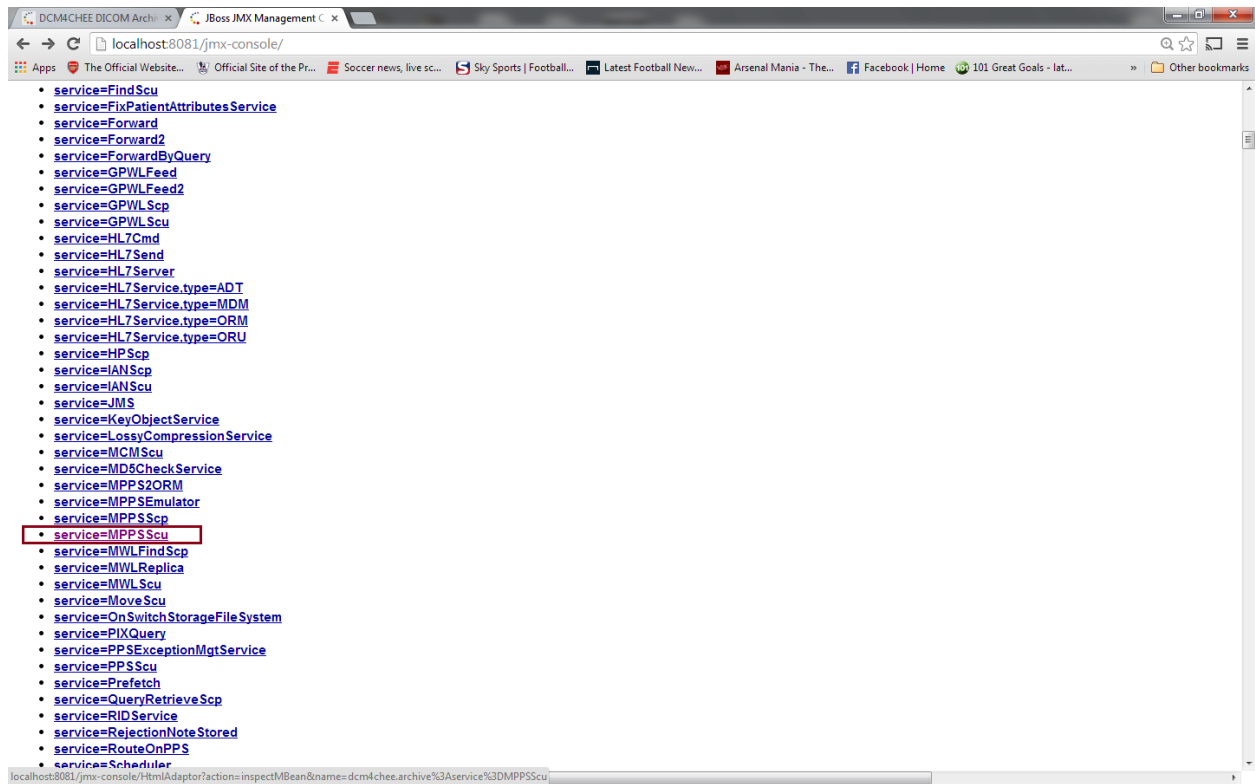 DCM4CHEE DICOM Archi
JBoss JMX Management C
localhost:8081/jmx-console/
Apps
The Official Website...
Official Site of the Pr...
Soccer news, live sc...
Sky Sports | Football...
Latest Football New...
Arsenal Mania - The...
Facebook | Home
101 Great Goals - lat...
»
Other bookmarks
service=FindScu
service=FixPatientAttributesService
service=Forward
service=Forward2
service=ForwardByQuery
service=GPWLFeed
service=GPWLFeed2
service=GPWLScp
service=GPWLScu
service=HL7Cmd
service=HL7Send
service=HL7Server
service=HL7Service,type=ADT
service=HL7Service,type=MDM
service=HL7Service,type=ORM
service=HL7Service,type=ORU
service=HPScp
service=IANScp
service=IANScu
service=JMS
service=KeyObjectService
service=LossyCompressionService
service=MCMScu
service=MD5CheckService
service=MPPS2ORM
service=MPPSEmulator
service=MPPSScp
service=MPPSScu
service=MWLFindScp
service=MWLReplica
service=MWLScu
service=MoveScu
service=OnSwitchStorageFileSystem
service=PIXQuery
service=PPSExceptionMgtService
service=PPSScu
service=Prefetch
service=QueryRetrieveScp
service=RIDService
service=RejectionNoteStored
service=RouteOnPPS
service=Scheduler
localhost:8081/jmx-console/HtmlAdaptor?action=inspectMBean&name=dcm4chee.archive%3Aservice%3DMPPSScu